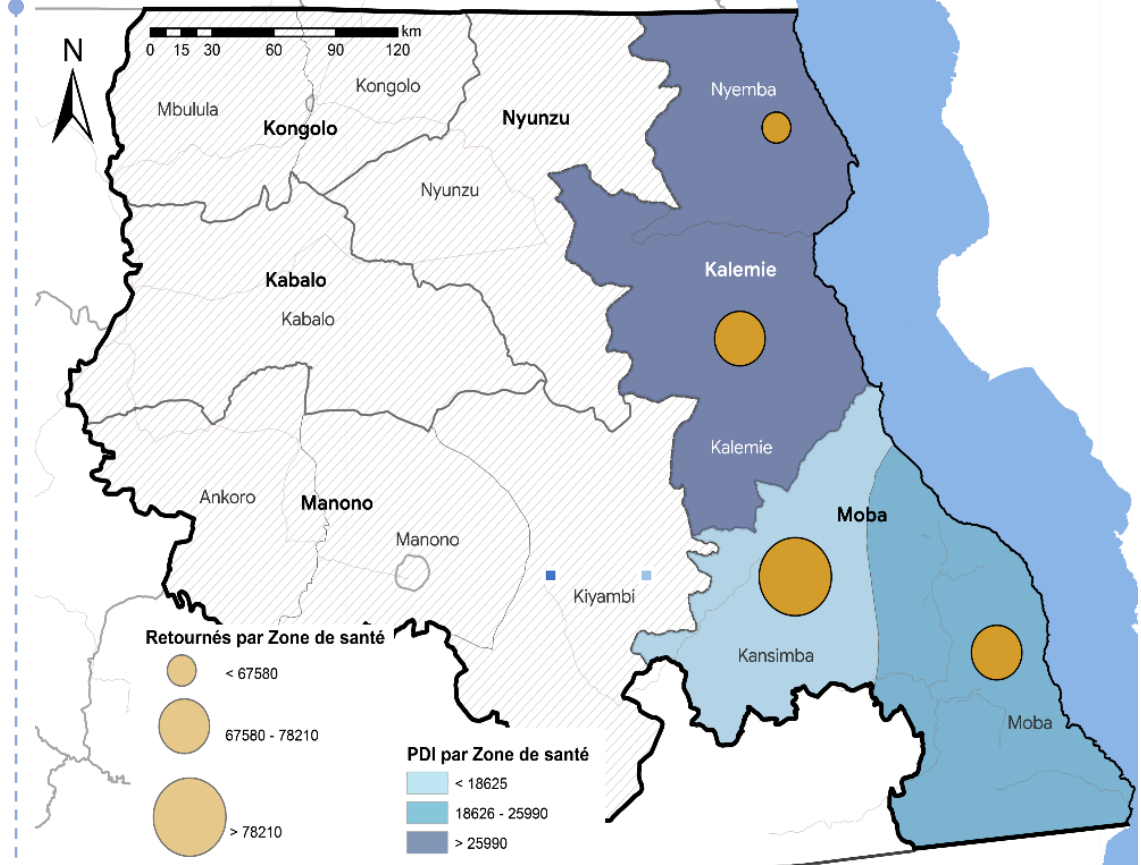 N
km
0 15 30 60 90 120
Kongolo
Mbulula
Kongolo
Nyunzu
Nyemba
Nyunzu
Kabalo
Kabalo
Kalemie
Kalemie
Ankoro
Manono
Manono
Moba
Kiyambi
Kansimba
Moba
Retournés par Zone de santé
< 67580
67580 - 78210
> 78210
PDI par Zone de santé
< 18625
18626 - 25990
> 25990